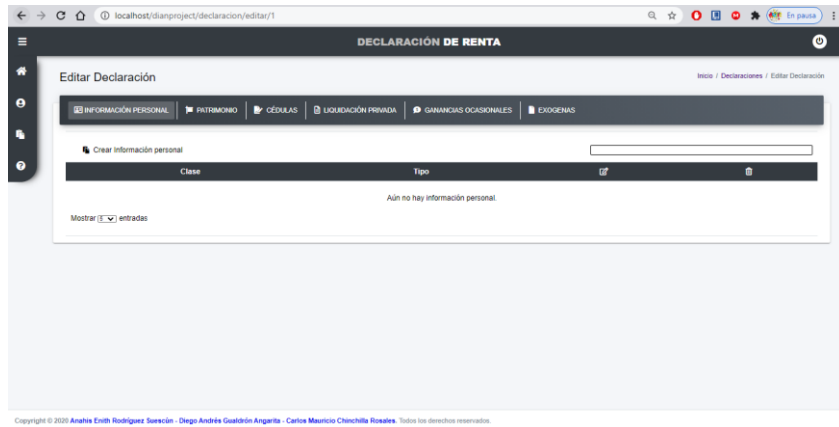 localhost/dianproject/declaracion/editar/1
En pausa
DECLARACIÓN DE RENTA
Editar Declaración
Inicio / Declaraciones / Editar Declaración
INFORMACIÓN PERSONAL PATRIMONIO CÉDULAS LIQUIDACIÓN PRIVADA GANANCIAS OCASIONALES EXOGENAS
Crear Información personal
Clase Tipo
Aún no hay información personal.
Mostrar 5 entradas
Copyright © 2020 Anahis Enith Rodríguez Suescún - Diego Andrés Gualdrón Angarita - Carlos Mauricio Chinchilla Rosales. Todos los derechos reservados.